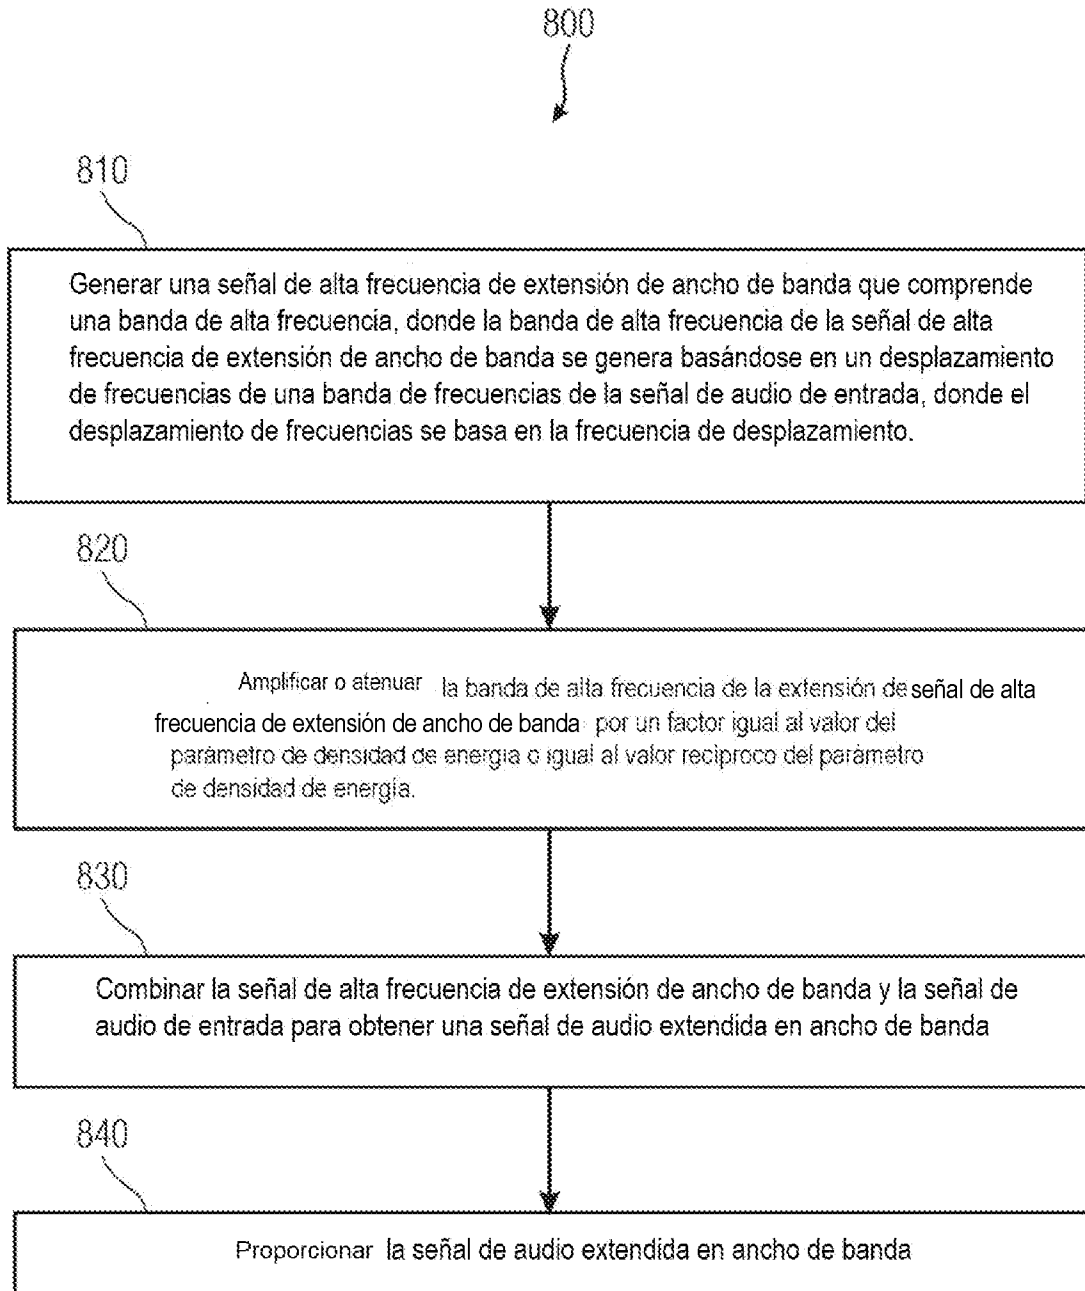 800
810
Generar una señal de alta frecuencia de extensión de ancho de banda que comprende
una banda de alta frecuencia, donde la banda de alta frecuencia de la señal de alta
frecuencia de extensión de ancho de banda se genera basándose en un desplazamiento
de frecuencias de una banda de frecuencias de la señal de audio de entrada, donde el
desplazamiento de frecuencias se basa en la frecuencia de desplazamiento.
820
Amplificar o atenuar la banda de alta frecuencia de la extensión de señal de alta
frecuencia de extensión de ancho de banda por un factor igual al valor del
parámetro de densidad de energía o igual al valor recíproco del parámetro
de densidad de energía.
830
Combinar la señal de alta frecuencia de extensión de ancho de banda y la señal de
audio de entrada para obtener una señal de audio extendida en ancho de banda
840
Proporcionar la señal de audio extendida en ancho de banda